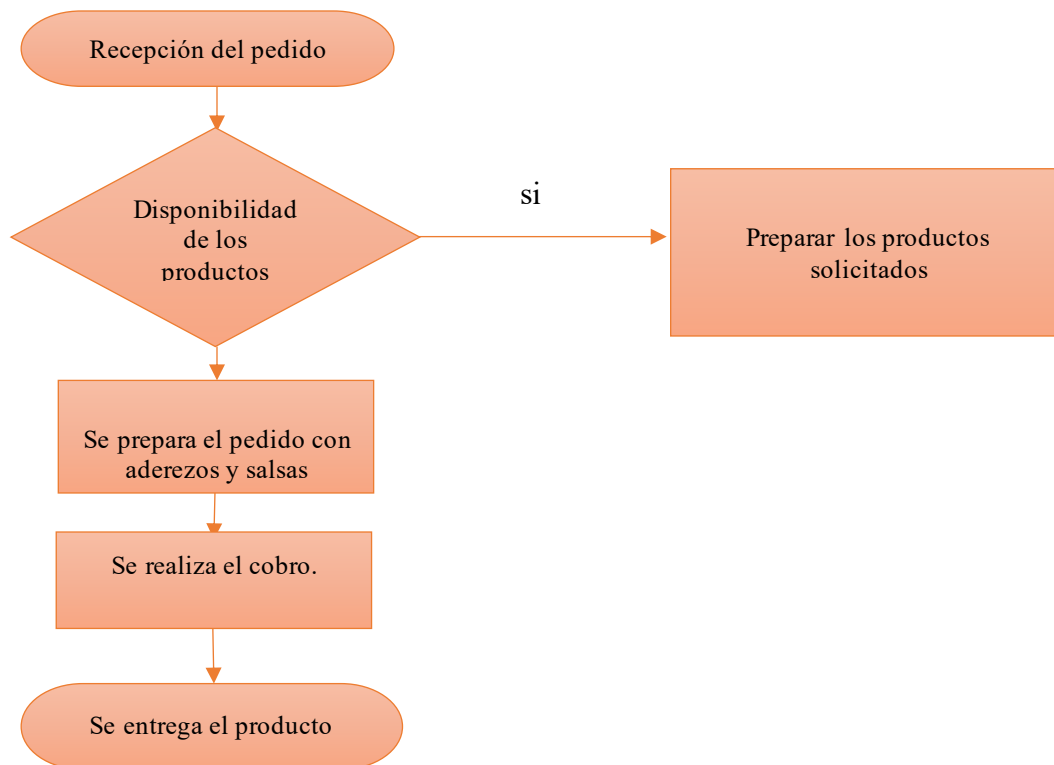 Recepción del pedido
Disponibilidad
de los
productos
si
Preparar los productos
solicitados
Se prepara el pedido con
aderezos y salsas
Se realiza el cobro.
Se entrega el producto